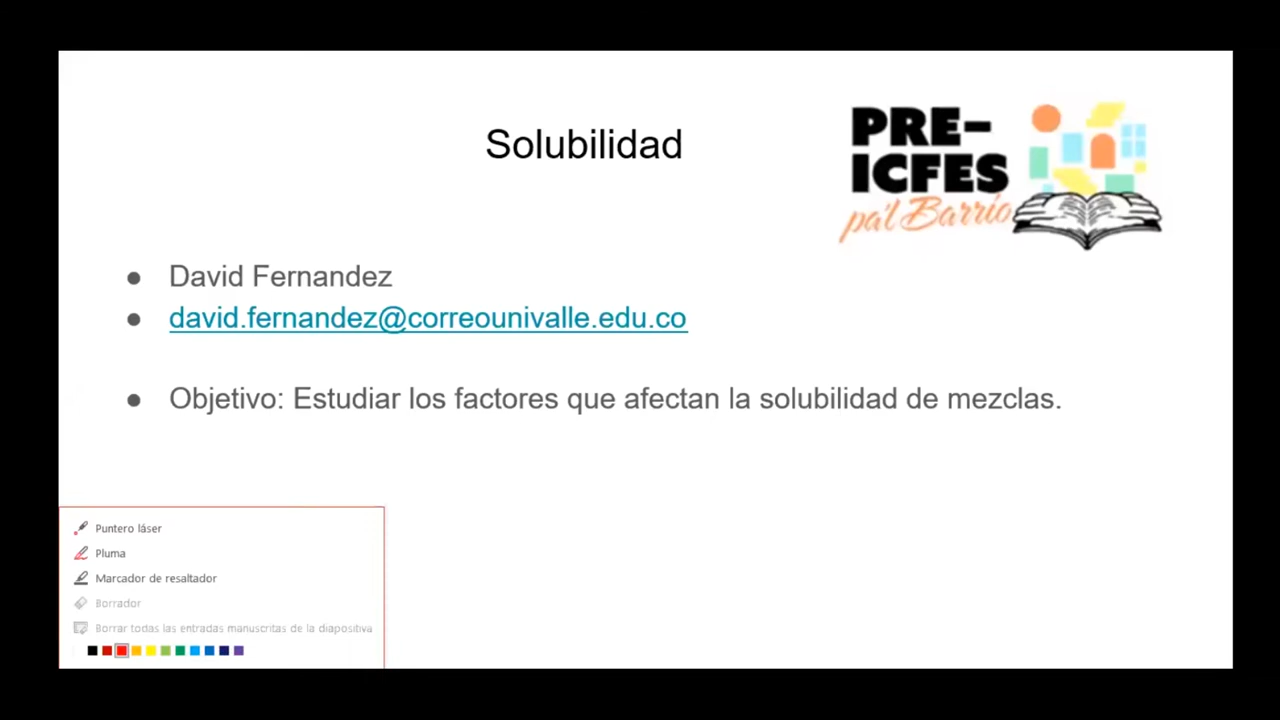 Solubilidad
PRE-
ICFES
pa'l Barrio
● David Fernandez
● david.fernandez@correounivalle.edu.co
● Objetivo: Estudiar los factores que afectan la solubilidad de mezclas.
Puntero láser
Pluma
Marcador de resaltador
Borrador
Borrar todas las entradas manuscritas de la diapositiva